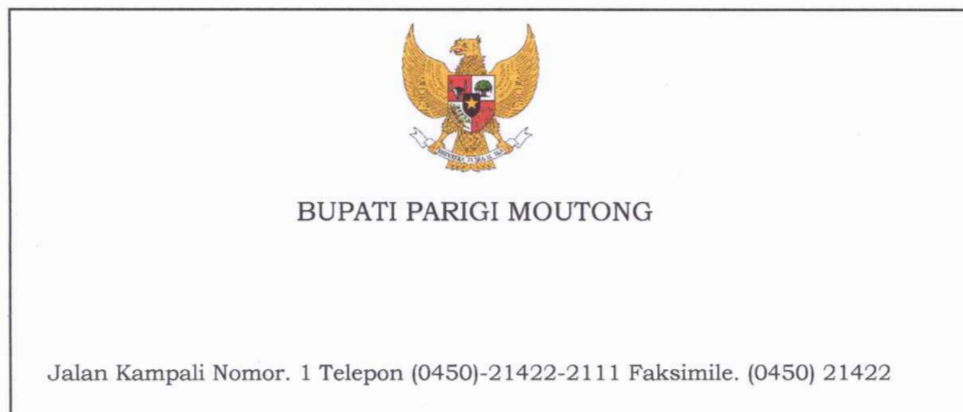 BUPATI PARIGI MOUTONG
Jalan Kampali Nomor. 1 Telepon (0450)-21422-2111 Faksimile. (0450) 21422